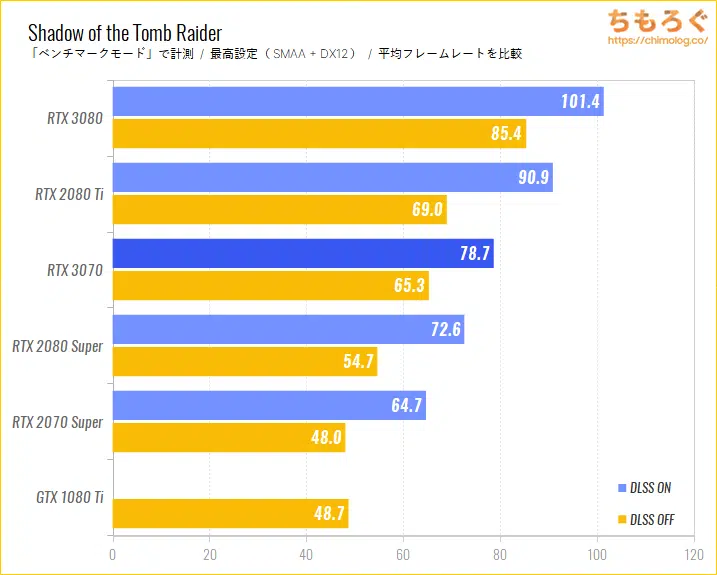 Shadow of the Tomb Raider
「ベンチマークモード」で計測 / 最高設定（SMAA + DX12） / 平均フレームレートを比較
ちもろぐ
https://chimolog.co/
RTX 3080
101.4
85.4
RTX 2080 Ti
90.9
69.0
RTX 3070
78.7
65.3
RTX 2080 Super
72.6
54.7
RTX 2070 Super
64.7
48.0
GTX 1080 Ti
48.7
DLSS ON
DLSS OFF
0 20 40 60 80 100 120